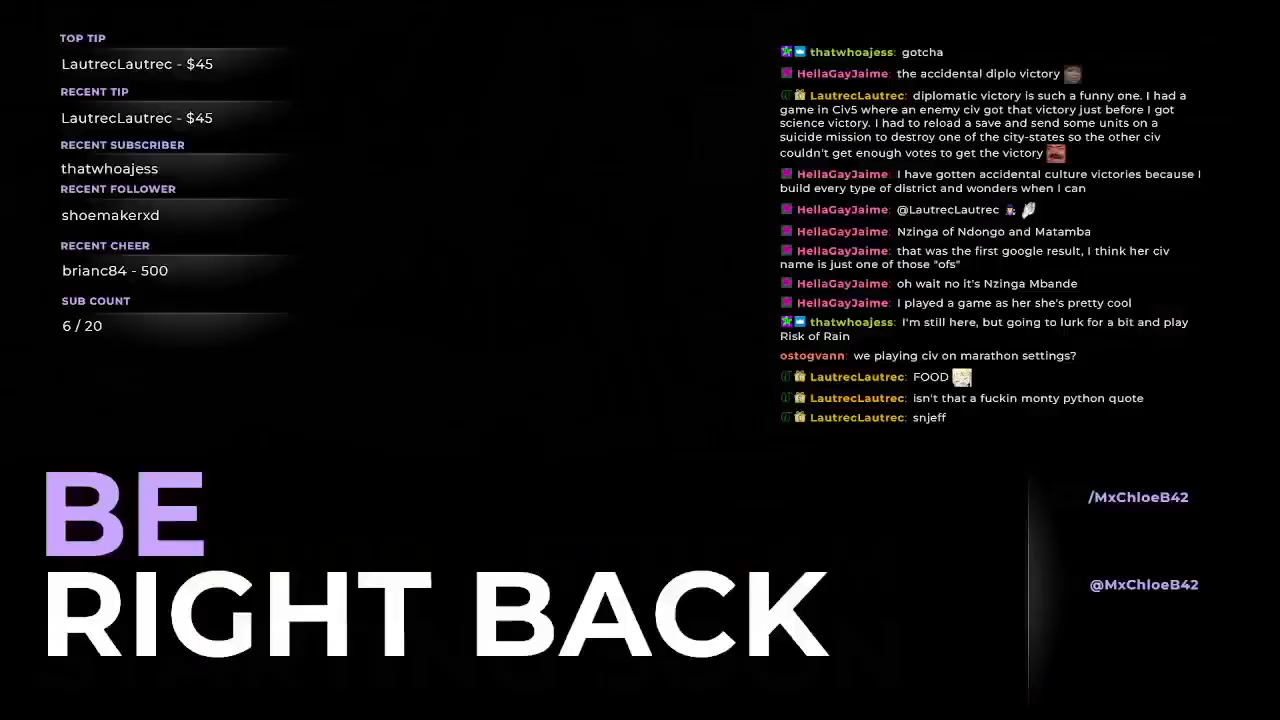 TOP TIP
LautrecLautrec - $45
RECENT TIP
LautrecLautrec - $45
RECENT SUBSCRIBER
thatwhoajess
RECENT FOLLOWER
shoemakerxd
RECENT CHEER
brianc84 - 500
SUB COUNT
6 / 20
thatwhoajess: gotcha
HellaGayJaime: the accidental diplo victory
LautrecLautrec: diplomatic victory is such a funny one. I had a
game in Civ5 where an enemy civ got that victory just before I got
science victory. I had to reload a save and send some units on a
suicide mission to destroy one of the city-states so the other civ
couldn't get enough votes to get the victory
HellaGayJaime: I have gotten accidental culture victories because I
build every type of district and wonders when I can
HellaGayJaime: @LautrecLautrec
HellaGayJaime: Nzinga of Ndongo and Matamba
HellaGayJaime: that was the first google result, I think her civ
name is just one of those "ofs"
HellaGayJaime: oh wait no it's Nzinga Mbande
HellaGayJaime: I played a game as her she's pretty cool
thatwhoajess: I'm still here, but going to lurk for a bit and play
Risk of Rain
ostogvann: we playing civ on marathon settings?
LautrecLautrec: FOOD
LautrecLautrec: isn't that a fuckin monty python quote
LautrecLautrec: snjeff
BE
RIGHT BACK
/MxChloeB42
@MxChloeB42